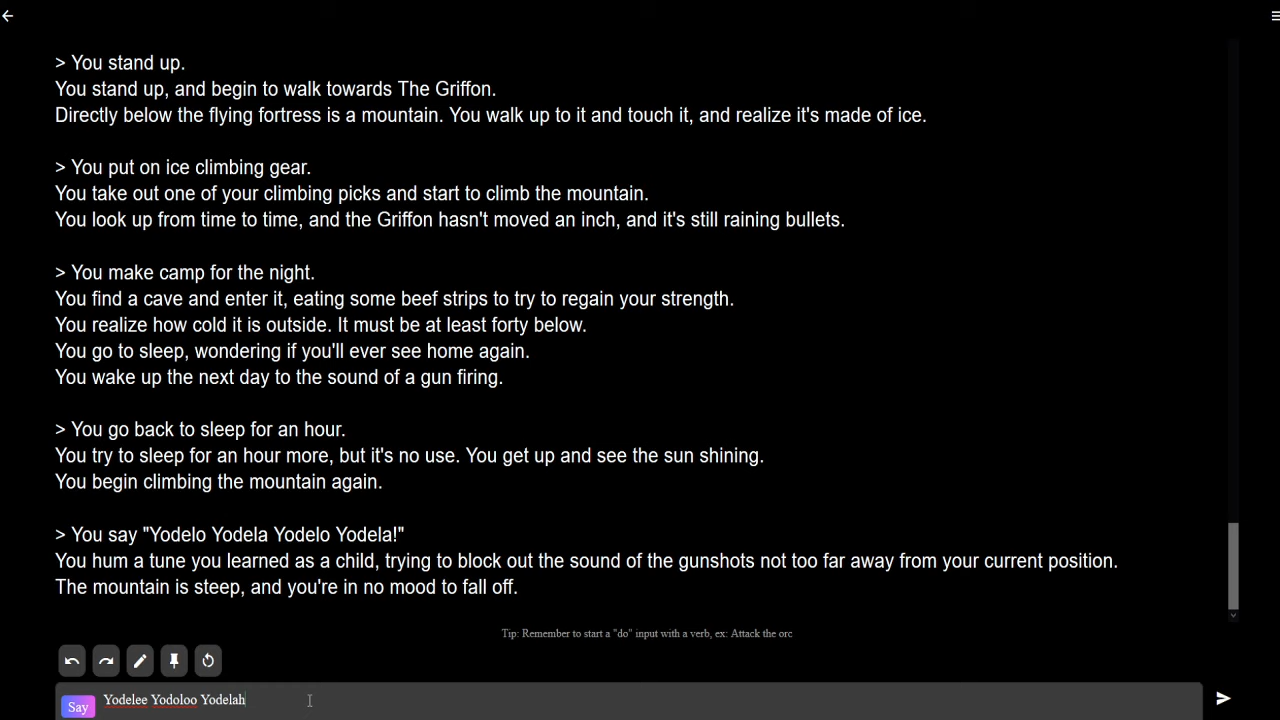 > You stand up.
You stand up, and begin to walk towards The Griffon.
Directly below the flying fortress is a mountain. You walk up to it and touch it, and realize it's made of ice.
> You put on ice climbing gear.
You take out one of your climbing picks and start to climb the mountain.
You look up from time to time, and the Griffon hasn't moved an inch, and it's still raining bullets.
> You make camp for the night.
You find a cave and enter it, eating some beef strips to try to regain your strength.
You realize how cold it is outside. It must be at least forty below.
You go to sleep, wondering if you'll ever see home again.
You wake up the next day to the sound of a gun firing.
> You go back to sleep for an hour.
You try to sleep for an hour more, but it's no use. You get up and see the sun shining.
You begin climbing the mountain again.
> You say "Yodelo Yodela Yodelo Yodela!"
You hum a tune you learned as a child, trying to block out the sound of the gunshots not too far away from your current position.
The mountain is steep, and you're in no mood to fall off.
Tip: Remember to start a "do" input with a verb, ex: Attack the orc
Say Yodelee Yodoloo Yodelah